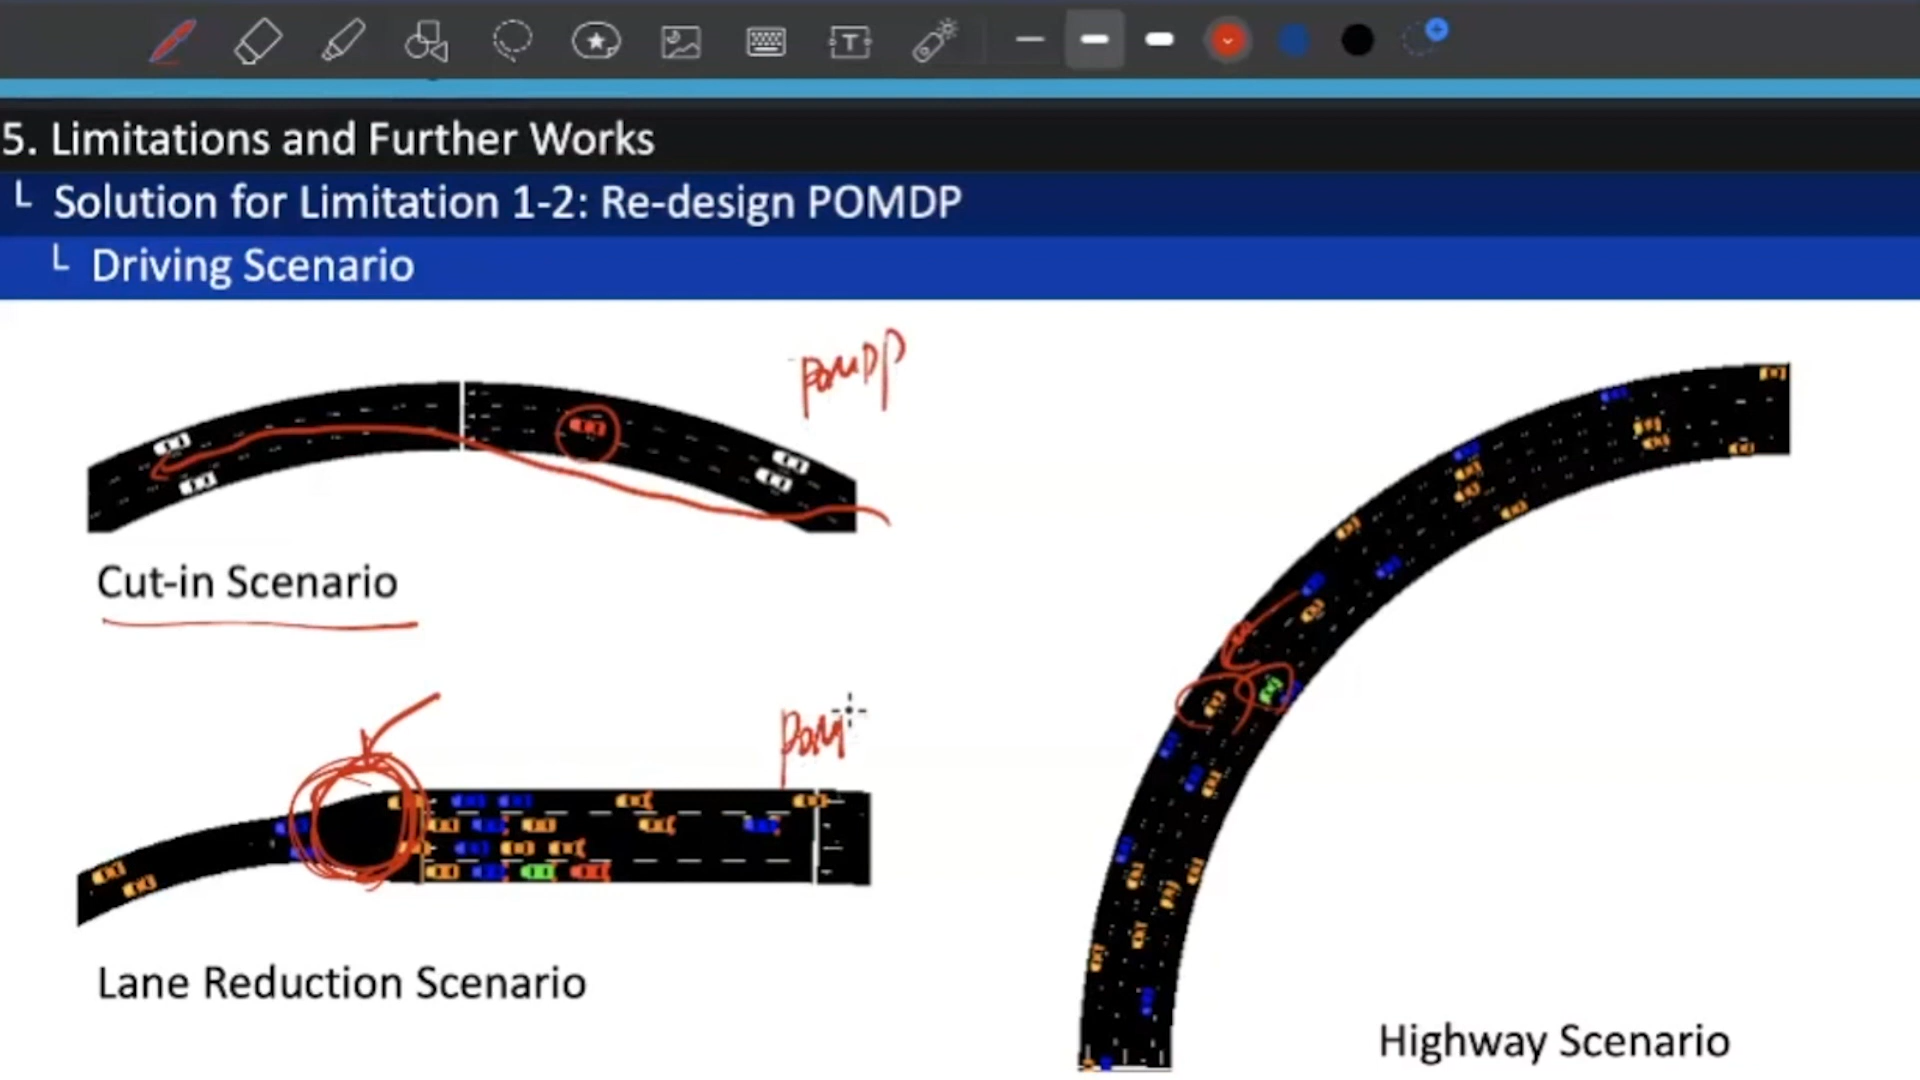 5. Limitations and Further Works
└ Solution for Limitation 1-2: Re-design POMDP
└ Driving Scenario
POMDP
Cut-in Scenario
POM
Lane Reduction Scenario
Highway Scenario